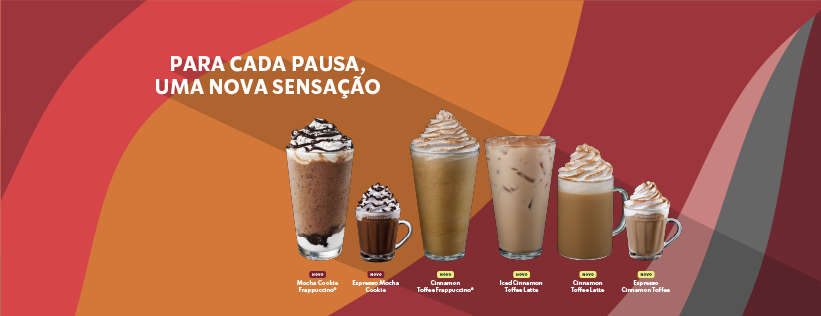 PARA CADA PAUSA,
UMA NOVA SENSAÇÃO
NOVO
Mocha Cookie
Frappuccino®
NOVO
Espresso Mocha
Cookie
NOVO
Cinnamon
Toffee Frappuccino®
NOVO
Iced Cinnamon
Toffee Latte
NOVO
Cinnamon
Toffee Latte
NOVO
Espresso
Cinnamon Toffee